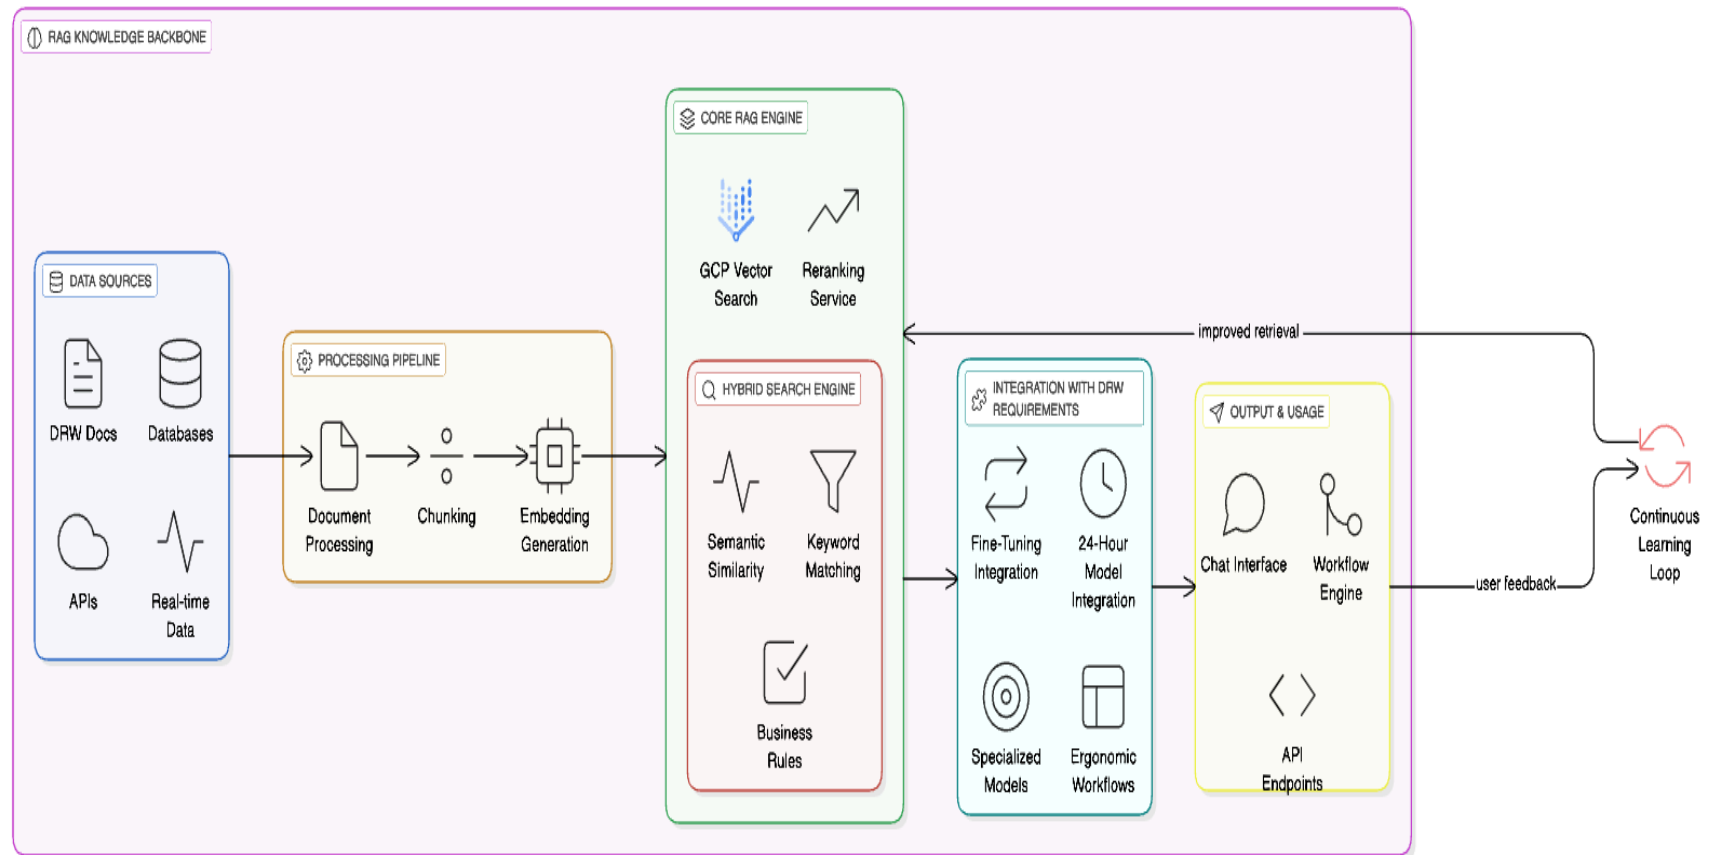 RAG KNOWLEDGE BACKBONE
DATA SOURCES
DRW Docs
Databases
APIs
Real-time
Data
PROCESSING PIPELINE
Document
Processing
Chunking
Embedding
Generation
CORE RAG ENGINE
GCP Vector
Search
Reranking
Service
HYBRID SEARCH ENGINE
Semantic
Similarity
Keyword
Matching
Business
Rules
INTEGRATION WITH DRW
REQUIREMENTS
Fine-Tuning
Integration
24-Hour
Model
Integration
Specialized
Models
Ergonomic
Workflows
OUTPUT & USAGE
Chat Interface
Workflow
Engine
API
Endpoints
improved retrieval
user feedback
Continuous
Learning
Loop